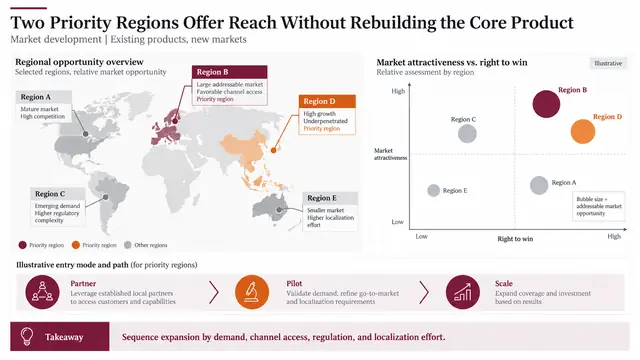 Two Priority Regions Offer Reach Without Rebuilding the Core Product
Market development | Existing products, new markets
Regional opportunity overview
Selected regions, relative market opportunity
Region A
Mature market
High competition
Region B
Large addressable market
Favorable channel access
Priority region
Region D
High growth
Underpenetrated
Priority region
Region C
Emerging demand
Higher regulatory
complexity
Region E
Smaller market
Higher localization
effort
Priority region
Priority region
Other regions
Market attractiveness vs. right to win
Relative assessment by region
Illustrative
High
Market
attractiveness
Low
Region B
Region C
Region D
Region E
Region A
Bubble size =
addressable market
opportunity
Low
Right to win
High
Illustrative entry mode and path (for priority regions)
Partner
Leverage established local partners
to access customers and capabilities
Pilot
Validate demand, refine go-to-market
and localization requirements
Scale
Expand coverage and investment
based on results
Takeaway
Sequence expansion by demand, channel access, regulation, and localization effort.